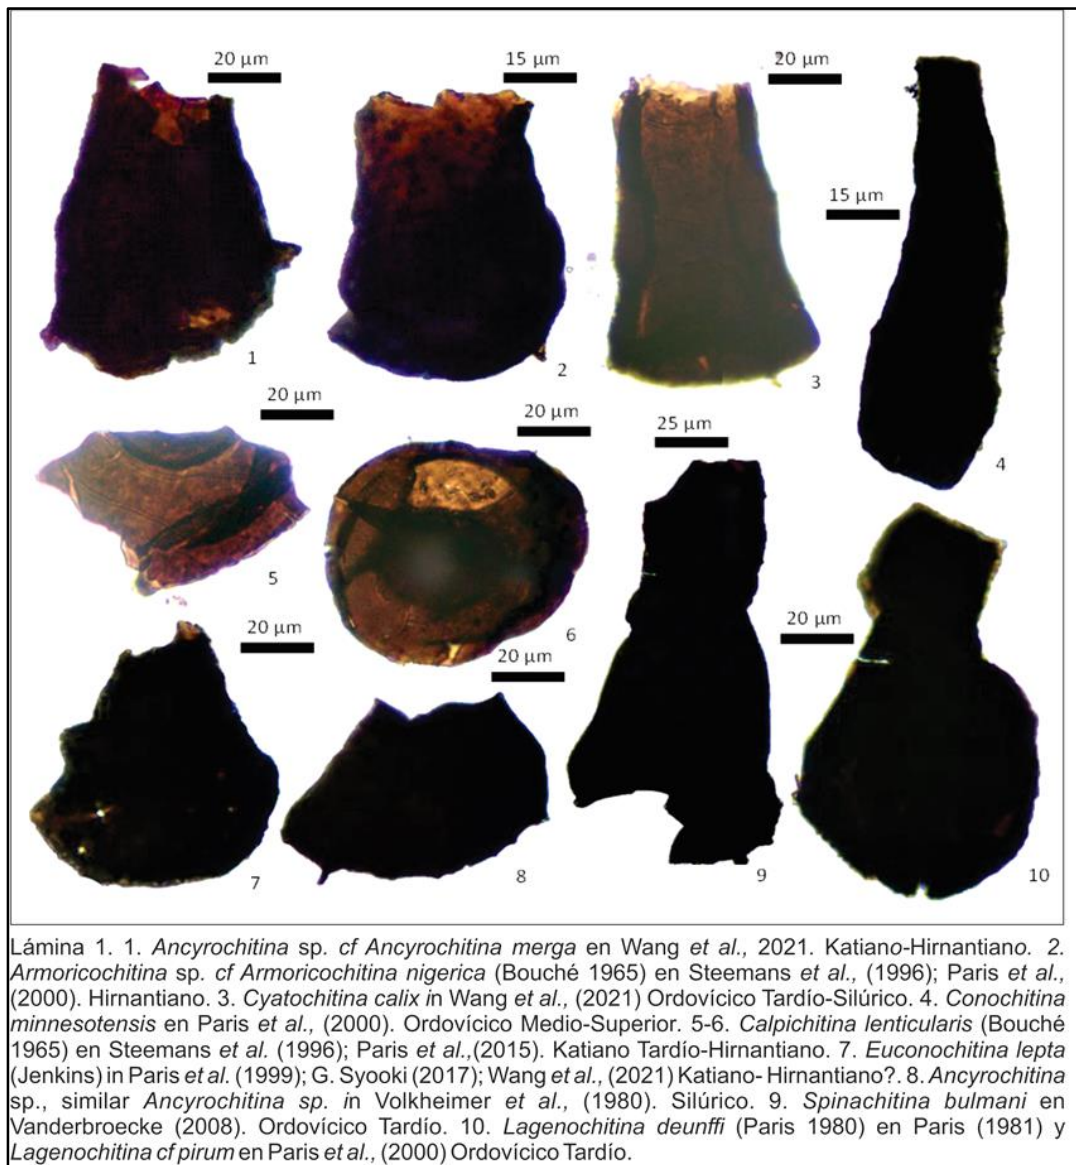 20 µm
15 µm
20 µm
15 µm
1
2
3
20 µm
20 µm
25 µm
4
5
6
20 µm
20 µm
20 µm
7
8
9
10
Lámina 1. 1. Ancyrochitina sp. cf Ancyrochitina merga en Wang et al., 2021. Katiano-Hirnantiano. 2.
Armoricochitina sp. cf Armoricochitina nigerica (Bouché 1965) en Steemans et al., (1996); Paris et al.,
(2000). Hirnantiano. 3. Cyatochitina calix in Wang et al., (2021) Ordovícico Tardío-Silúrico. 4. Conochitina
minnesotensis en Paris et al., (2000). Ordovícico Medio-Superior. 5-6. Calpichitina lenticularis (Bouché
1965) en Steemans et al. (1996); Paris et al.,(2015). Katiano Tardío-Hirnantiano. 7. Euconochitina lepta
(Jenkins) in Paris et al. (1999); G. Syooki (2017); Wang et al., (2021) Katiano- Hirnantiano?. 8. Ancyrochitina
sp., similar Ancyrochitina sp. in Volkheimer et al., (1980). Silúrico. 9. Spinachitina bulmani en
Vanderbroecke (2008). Ordovícico Tardío. 10. Lagenochitina deunffi (Paris 1980) en Paris (1981) y
Lagenochitina cf pirum en Paris et al., (2000) Ordovícico Tardío.